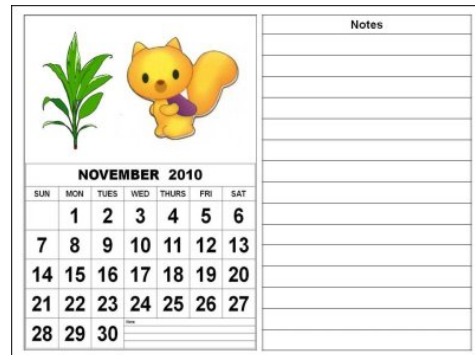 Notes
NOVEMBER 2010
SUN MON TUES WED THURS FRI SAT
1 2 3 4 5 6
7 8 9 10 11 12 13
14 15 16 17 18 19 20
21 22 23 24 25 26 27
28 29 30